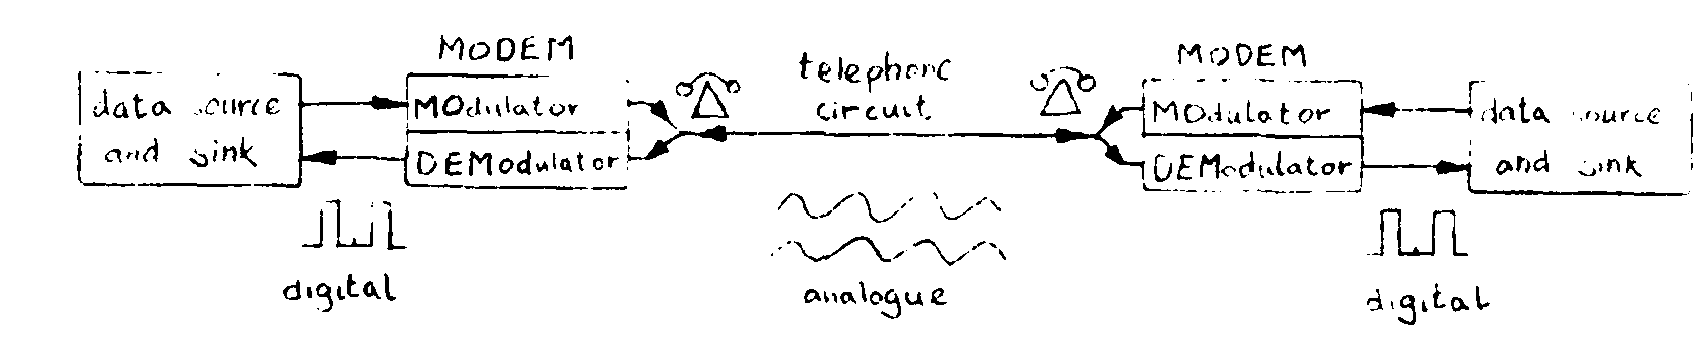 MODEM
telephone
circuit
MODEM
data source
and sink
MOdulator
DEModulator
MOdulator
DEModulator
data source
and sink
digital
analogue
digital